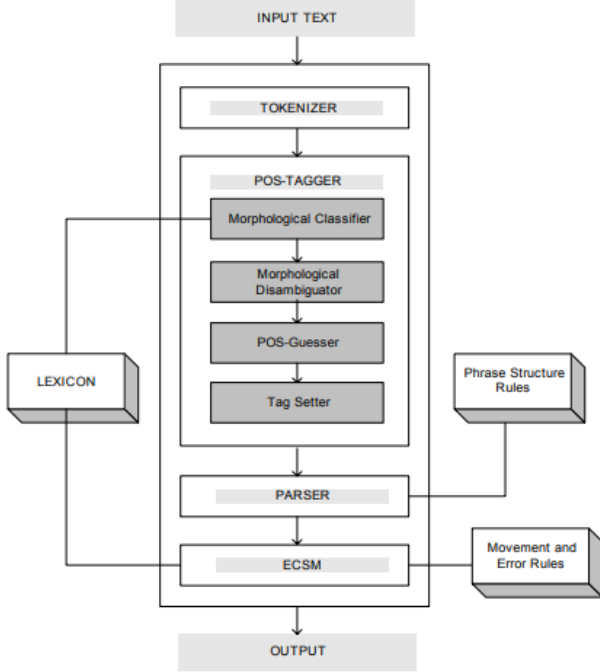 INPUT TEXT
TOKENIZER
POS-TAGGER
Morphological Classifier
Morphological
Disambiguator
POS-Guesser
Tag Setter
LEXICON
Phrase Structure
Rules
PARSER
ECSM
Movement and
Error Rules
OUTPUT